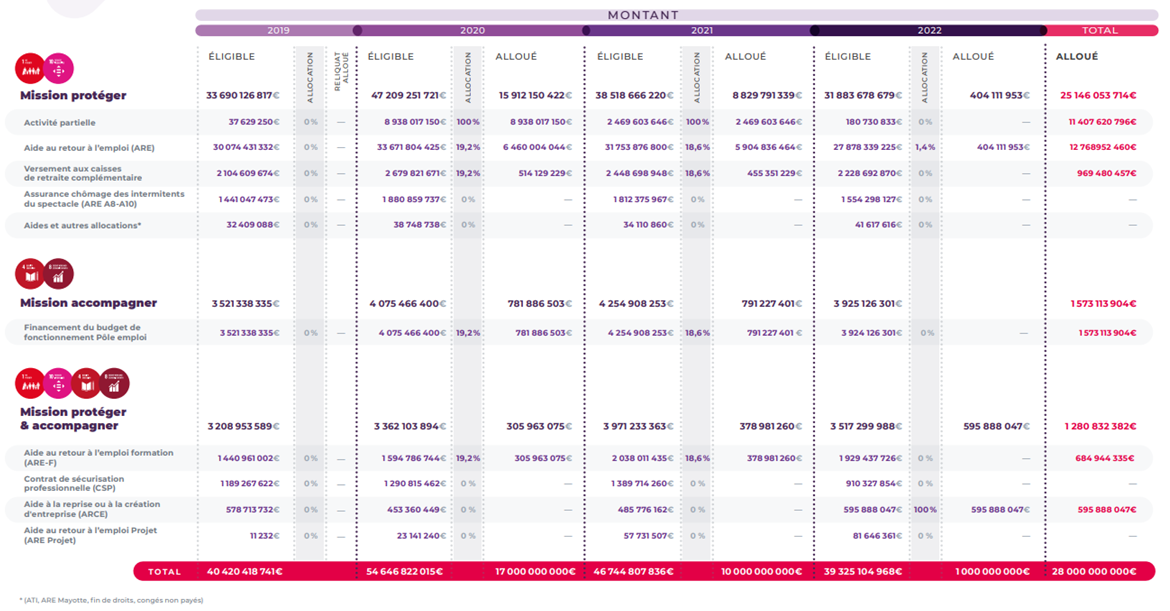 MONTANT
2019 2020 2021 2022 TOTAL
ÉLIGIBLE ALLOCATION RELIQUAT ALLOUÉ ÉLIGIBLE ALLOCATION ALLOUÉ ÉLIGIBLE ALLOCATION ALLOUÉ ÉLIGIBLE ALLOCATION ALLOUÉ ALLOUÉ
Mission protéger 33 690 126 817€ 47 209 251 721€ 15 912 150 422€ 38 518 666 220€ 8 829 791 339€ 31 883 678 679€ 404 111 953€ 25 146 053 714€
Activité partielle 37 629 250€ 0 % — 8 938 017 150€ 100 % 8 938 017 150€ 2 469 603 646€ 100 % 2 469 603 646€ 180 730 833€ 0 % — 11 407 620 796€
Aide au retour à l'emploi (ARE) 30 074 431 332€ 0 % — 33 671 804 425€ 19,2 % 6 460 004 044€ 31 753 876 800€ 18,6 % 5 904 836 464€ 27 878 339 225€ 1,4 % 404 111 953€ 12 768952 460€
Versement aux caisses
de retraite complémentaire 2 104 609 674€ 0 % — 2 679 821 671€ 19,2 % 514 129 229€ 2 448 698 948€ 18,6 % 455 351 229€ 2 228 692 870€ 0 % — 969 480 457€
Assurance chômage des intermitents
du spectacle (ARE A8-A10) 1 441 047 473€ 0 % — 1 880 859 737€ 0 % — 1 812 375 967€ 0 % — 1 554 298 127€ 0 % — —
Aides et autres allocations* 32 409 088€ 0 % — 38 748 738€ 0 % — 34 110 860€ 0 % — 41 617 616€ 0 % — —
Mission accompagner 3 521 338 335€ 4 075 466 400€ 781 886 503€ 4 254 908 253€ 791 227 401€ 3 925 126 301€ 1 573 113 904€
Financement du budget de
fonctionnement Pôle emploi 3 521 338 335€ 0 % — 4 075 466 400€ 19,2 % 781 886 503€ 4 254 908 253€ 18,6 % 791 227 401 € 3 924 126 301€ 0 % — 1 573 113 904€
Mission protéger
& accompagner 3 208 953 589€ 3 362 103 894€ 305 963 075€ 3 971 233 363€ 378 981 260€ 3 517 299 988€ 595 888 047€ 1 280 832 382€
Aide au retour à l'emploi formation
(ARE-F) 1 440 961 002€ 0 % — 1 594 786 744€ 19,2 % 305 963 075€ 2 038 011 435€ 18,6 % 378 981 260€ 1 929 437 726€ 0 % — 684 944 335€
Contrat de sécurisation
professionnelle (CSP) 1 189 267 622€ 0 % — 1 290 815 462€ 0 % — 1 389 714 260€ 0 % — 910 327 854€ 0 % — —
Aide à la reprise ou à la création
d'entreprise (ARCE) 578 713 732€ 0 % — 453 360 449€ 0 % — 485 776 162€ 0 % — 595 888 047€ 100 % 595 888 047€ 595 888 047€
Aide au retour à l'emploi Projet
(ARE Projet) 11 232€ 0 % — 23 141 240€ 0 % — 57 731 507€ 0 % — 81 646 361€ 0 % — —
TOTAL 40 420 418 741€ 54 646 822 015€ 17 000 000 000€ 46 744 807 836€ 10 000 000 000€ 39 325 104 968€ 1 000 000 000€ 28 000 000 000€
* (ATI, ARE Mayotte, fin de droits, congés non payés)